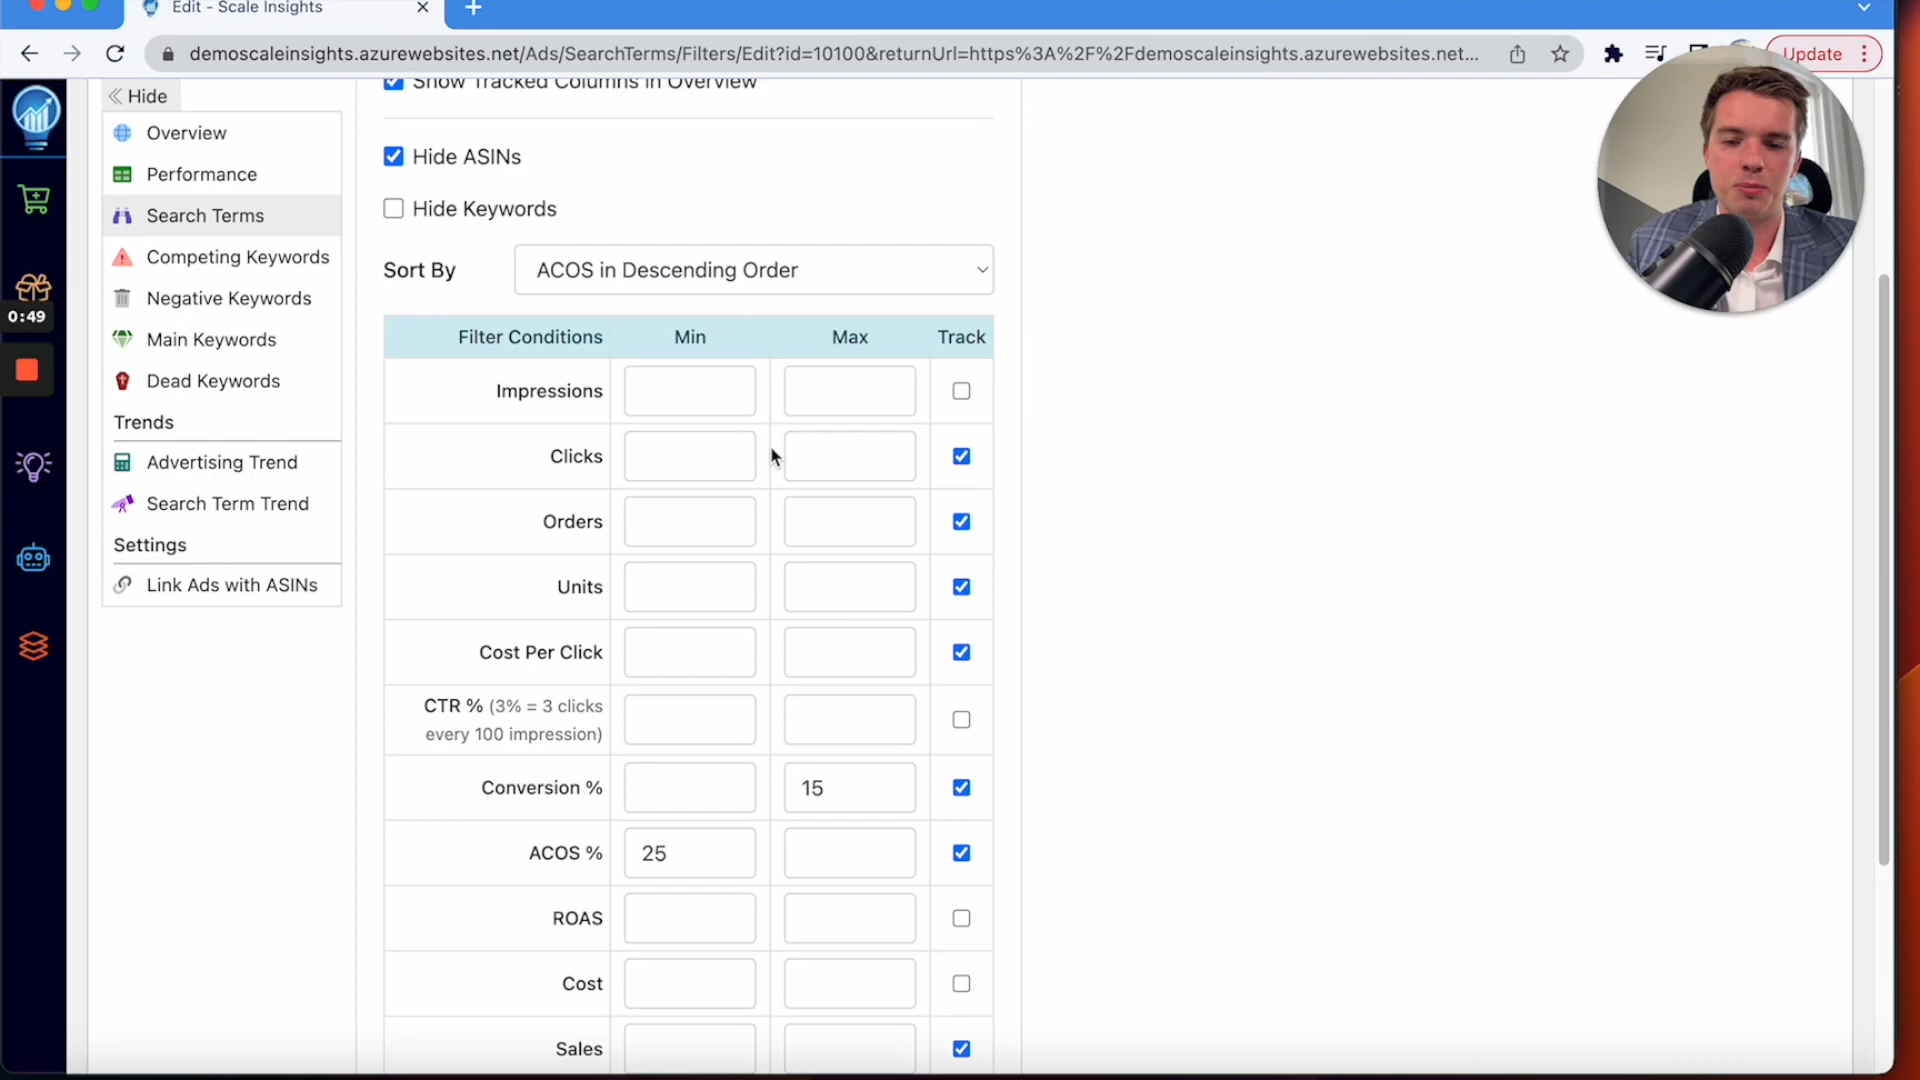 Edit - Scale Insights
demoscaleinsights.azurewebsites.net/Ads/SearchTerms/Filters/Edit?id=10100&returnUrl=https%3A%2F%2Fdemoscaleinsights.azurewebsites.net...
Update
Hide
Overview
Performance
Search Terms
Competing Keywords
Negative Keywords
Main Keywords
Dead Keywords
Trends
Advertising Trend
Search Term Trend
Settings
Link Ads with ASINs
0:49
Show Tracked Columns in Overview
Hide ASINs
Hide Keywords
Sort By ACOS in Descending Order
Filter Conditions Min Max Track
Impressions
Clicks
Orders
Units
Cost Per Click
CTR % (3% = 3 clicks
every 100 impression)
Conversion % 15
ACOS % 25
ROAS
Cost
Sales